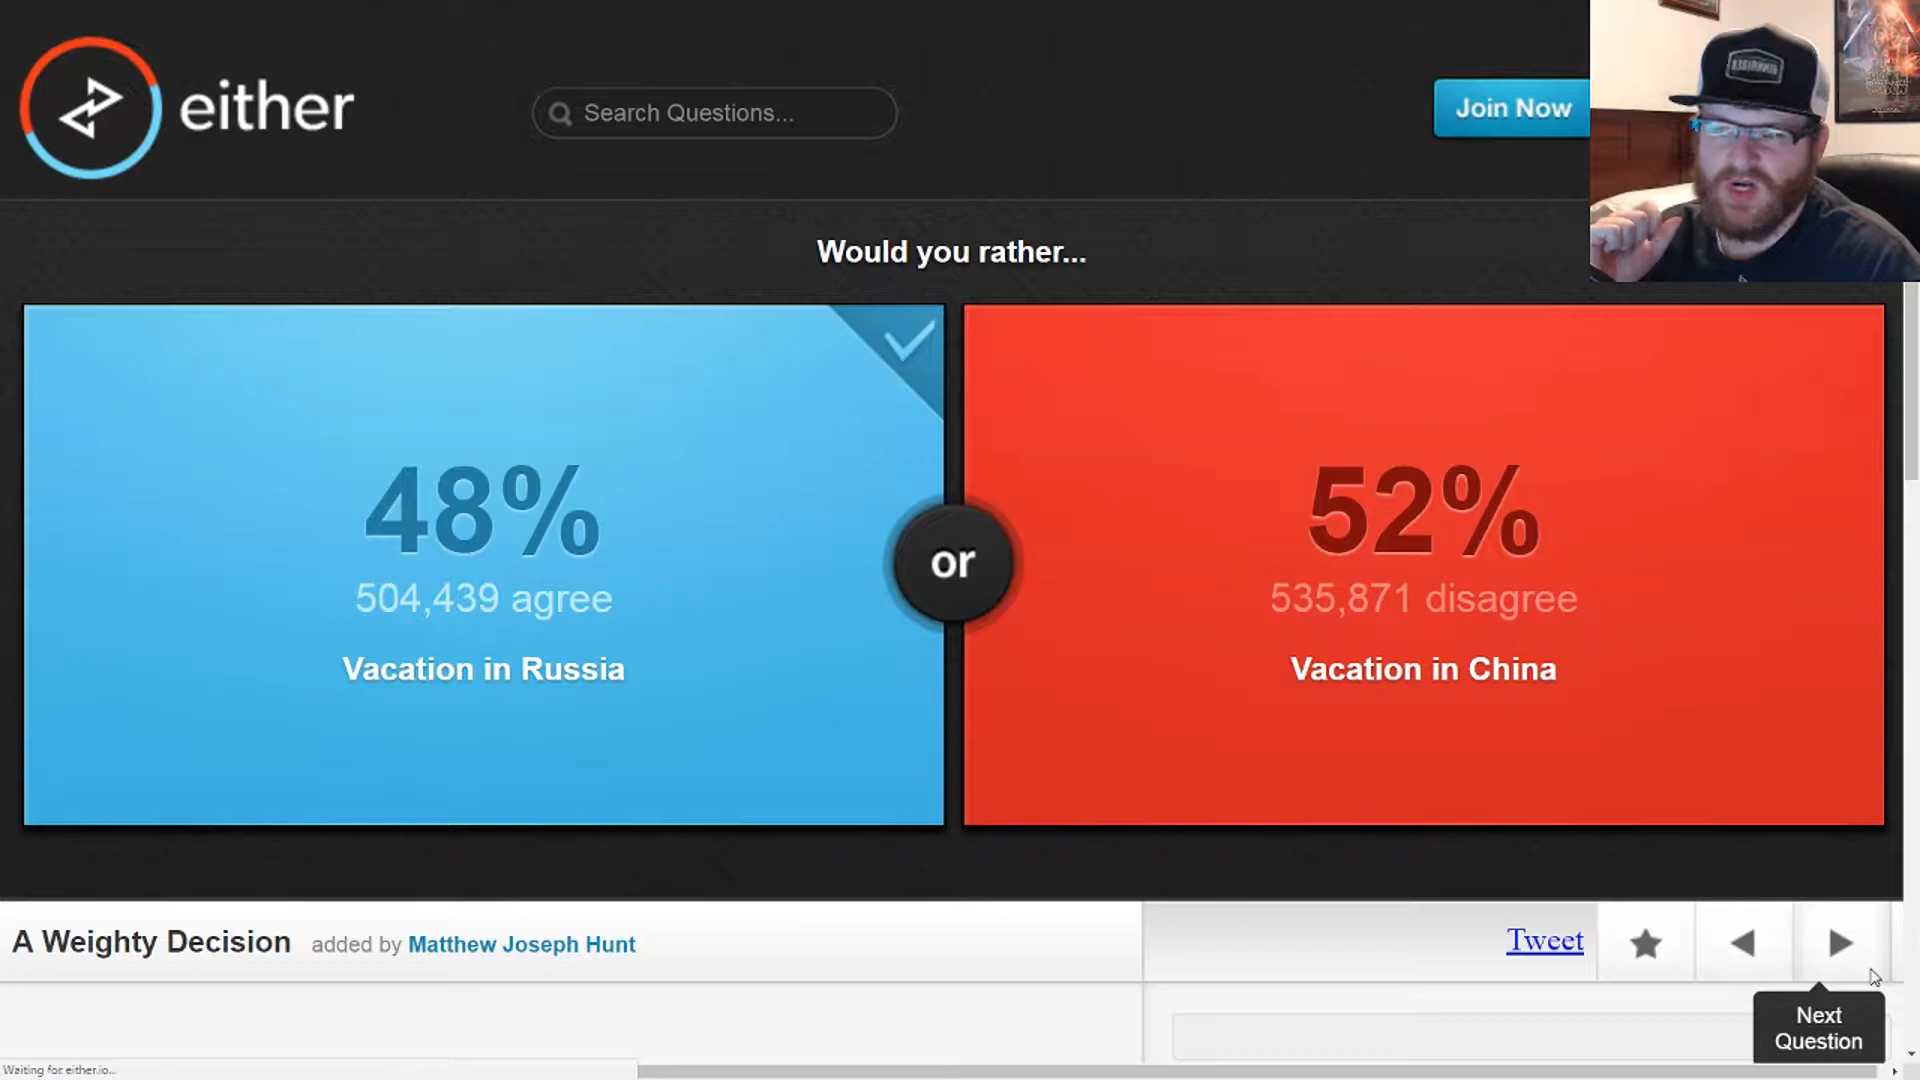 either
Search Questions...
Join Now
Would you rather...
48%
504,439 agree
Vacation in Russia
or
52%
535,871 disagree
Vacation in China
A Weighty Decision added by Matthew Joseph Hunt
Tweet
Next
Question
Waiting for either.io...